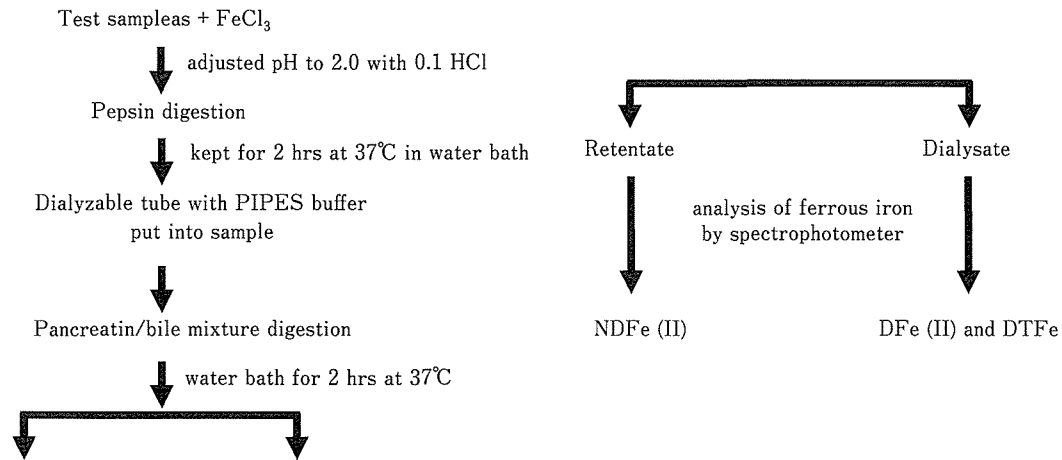 Test sampleas + FeCl₃
adjusted pH to 2.0 with 0.1 HCl
Pepsin digestion
kept for 2 hrs at 37℃ in water bath
Dialyzable tube with PIPES buffer
put into sample
Pancreatin/bile mixture digestion
water bath for 2 hrs at 37℃
Retentate
Dialysate
analysis of ferrous iron
by spectrophotometer
NDFe (II)
DFe (II) and DTFe